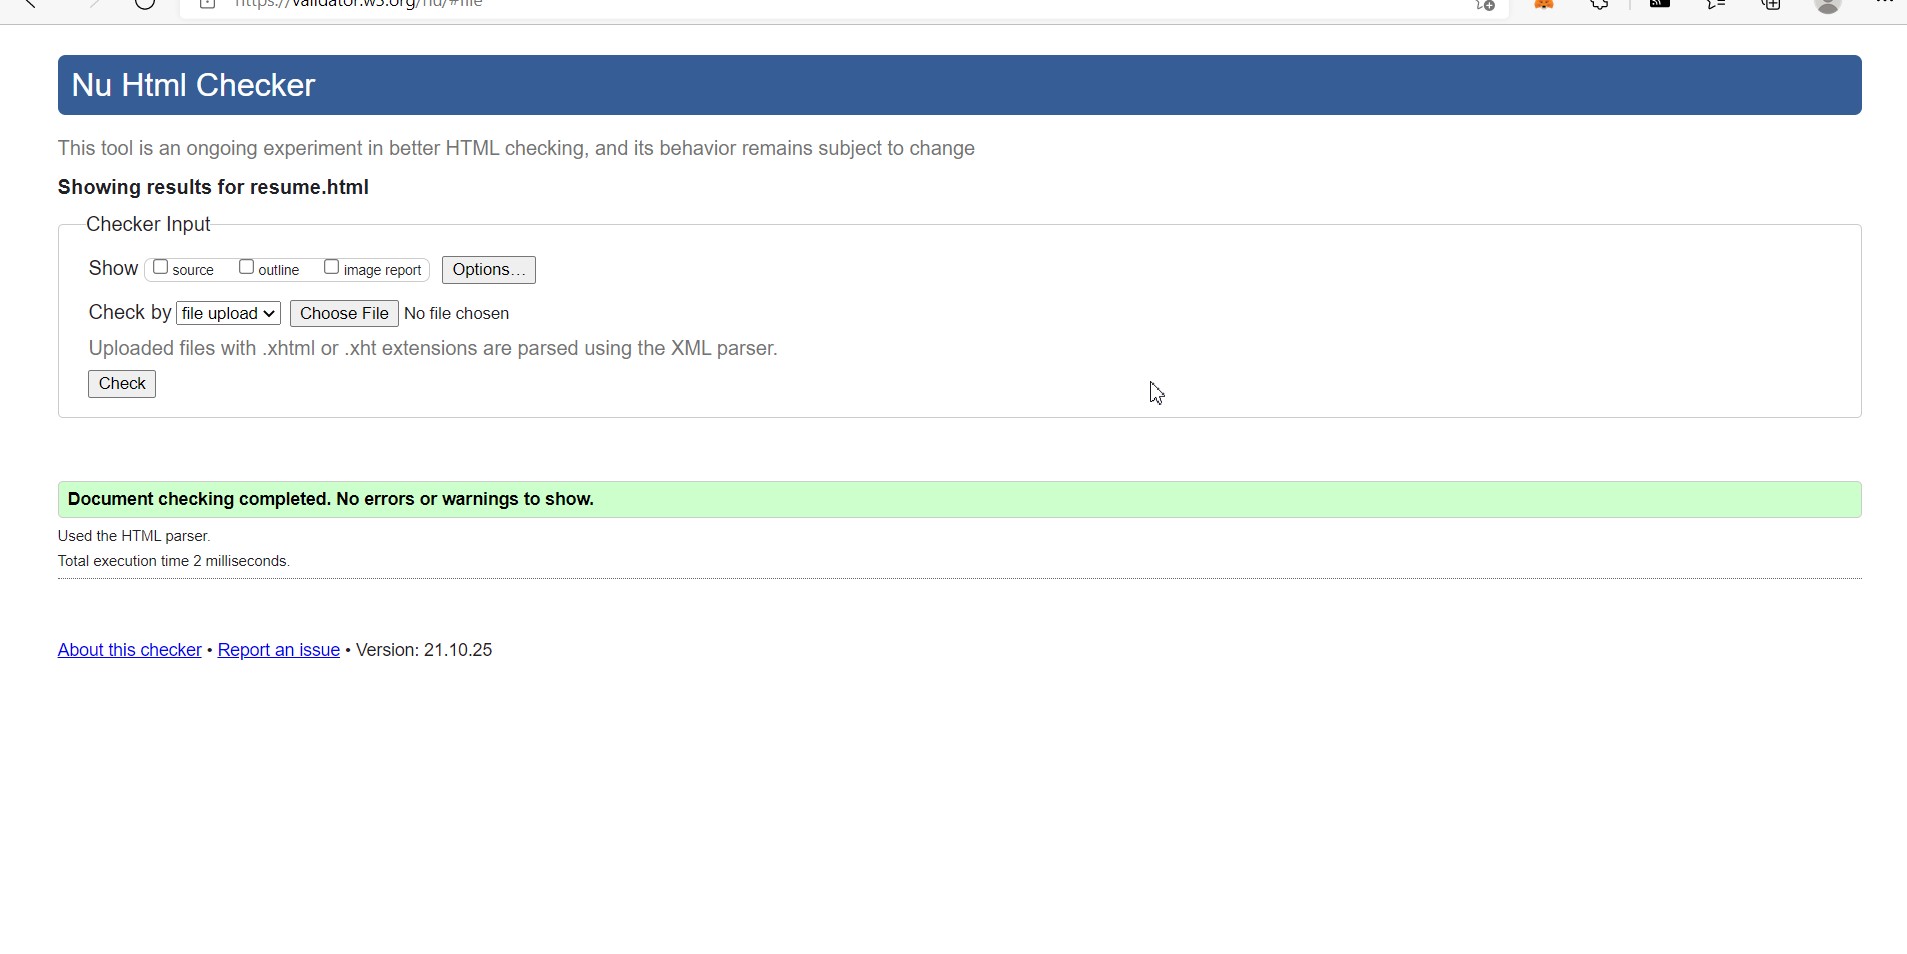 https://validator.w3.org/nu/#file
Nu Html Checker
This tool is an ongoing experiment in better HTML checking, and its behavior remains subject to change
Showing results for resume.html
Checker Input
Show source outline image report Options...
Check by file upload Choose File No file chosen
Uploaded files with .xhtml or .xht extensions are parsed using the XML parser.
Check
Document checking completed. No errors or warnings to show.
Used the HTML parser.
Total execution time 2 milliseconds.
About this checker • Report an issue • Version: 21.10.25